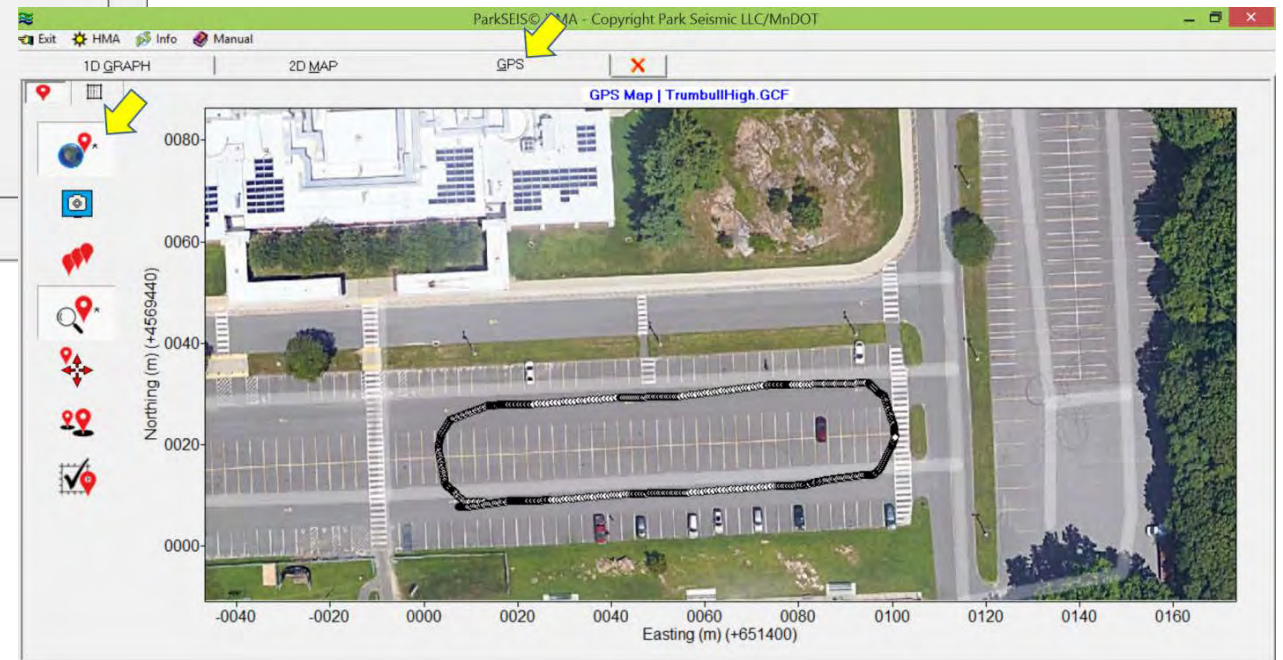 ParkSEIS© HMA - Copyright Park Seismic LLC/MnDOT
Exit HMA Info Manual
1D GRAPH 2D MAP GPS X
GPS Map | TrumbullHigh.GCF
0080
0060
0040
0020
0000
Northing (m) (+4569440)
-0040 -0020 0000 0020 0040 0060 0080 0100 0120 0140 0160
Easting (m) (+651400)